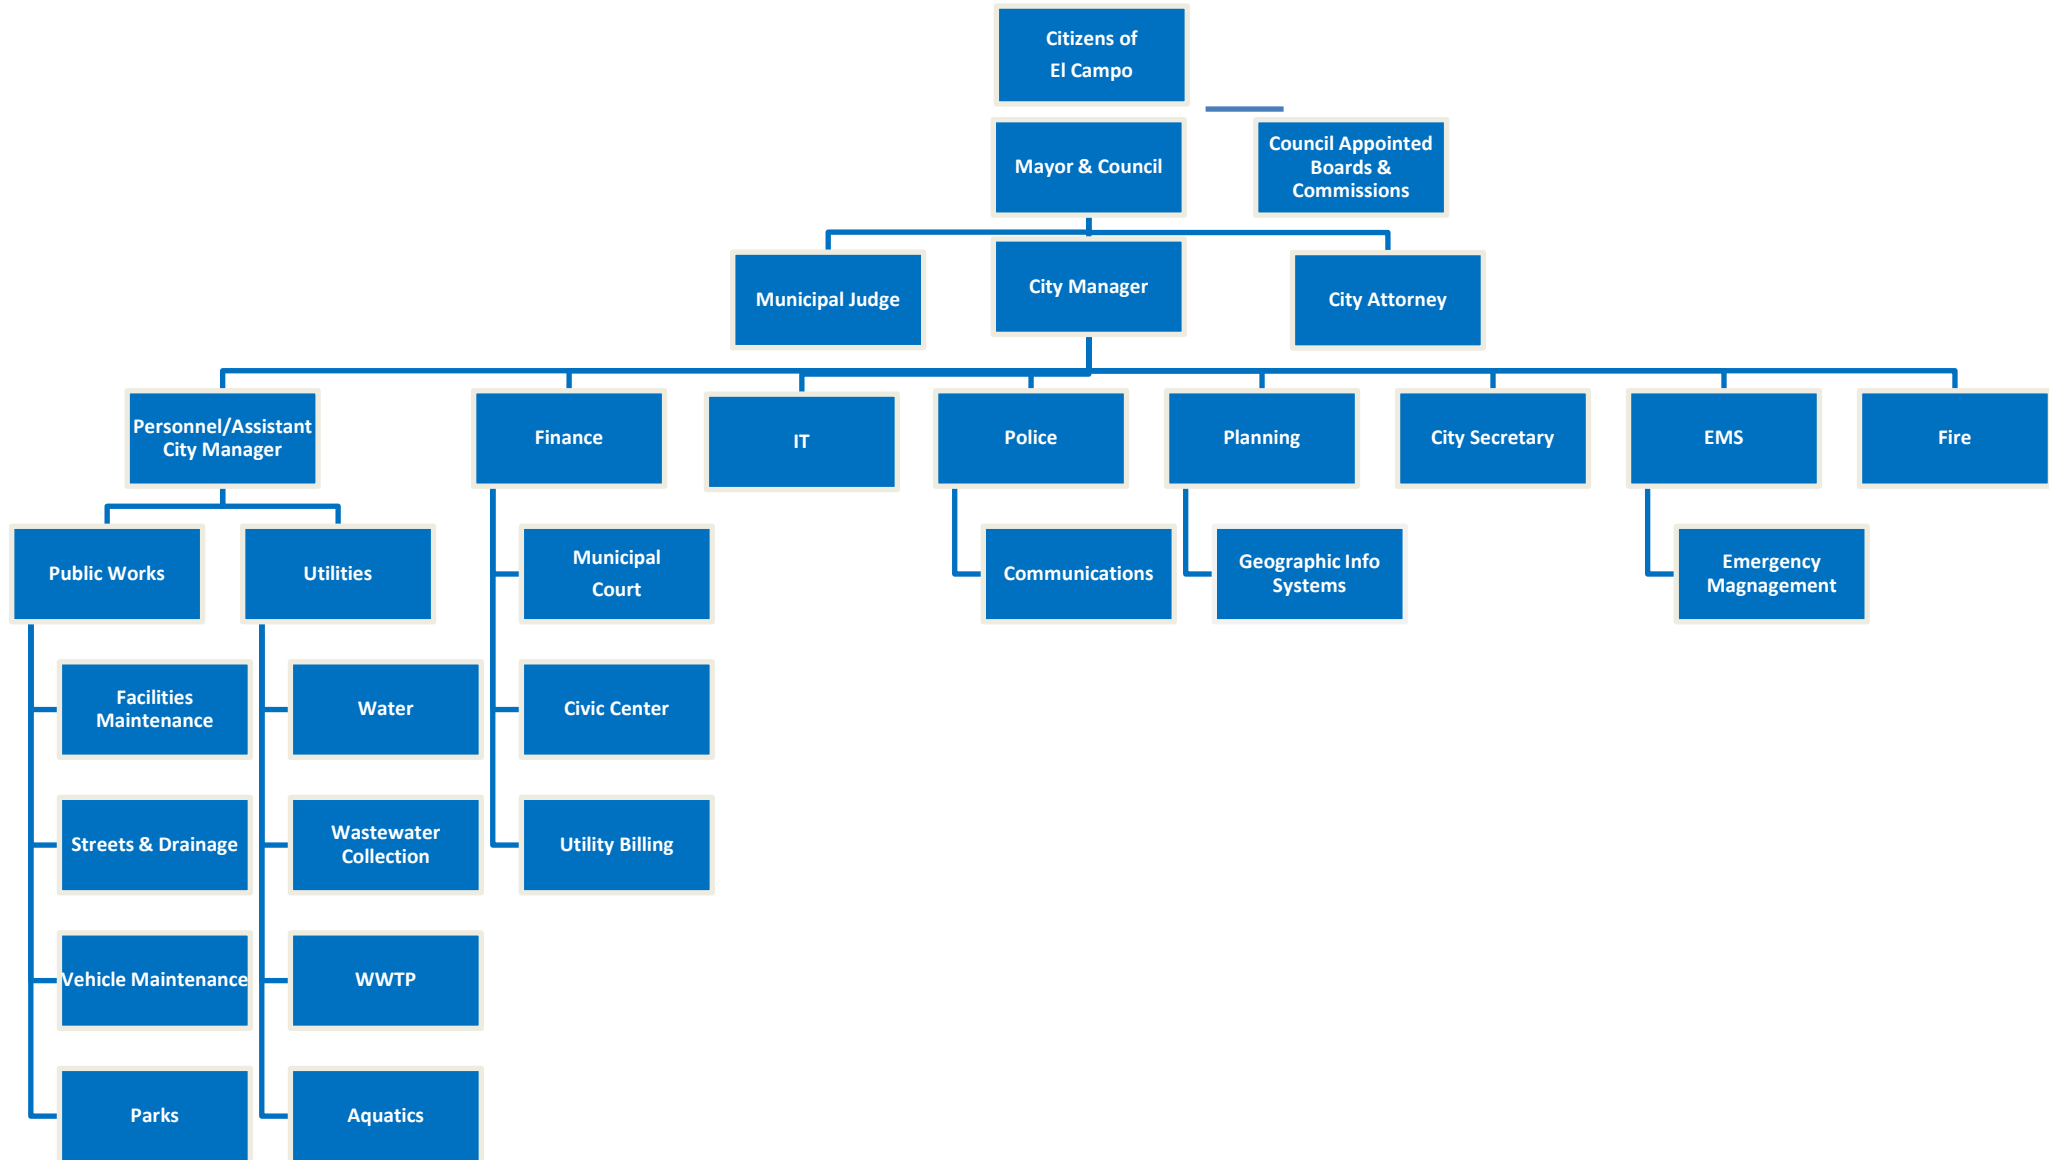 Citizens of
El Campo
Mayor & Council
Council Appointed
Boards &
Commissions
Municipal Judge
City Manager
City Attorney
Personnel/Assistant
City Manager
Finance
IT
Police
Planning
City Secretary
EMS
Fire
Public Works
Utilities
Municipal
Court
Communications
Geographic Info
Systems
Emergency
Magnagement
Facilities
Maintenance
Water
Civic Center
Streets & Drainage
Wastewater
Collection
Utility Billing
Vehicle Maintenance
WWTP
Parks
Aquatics